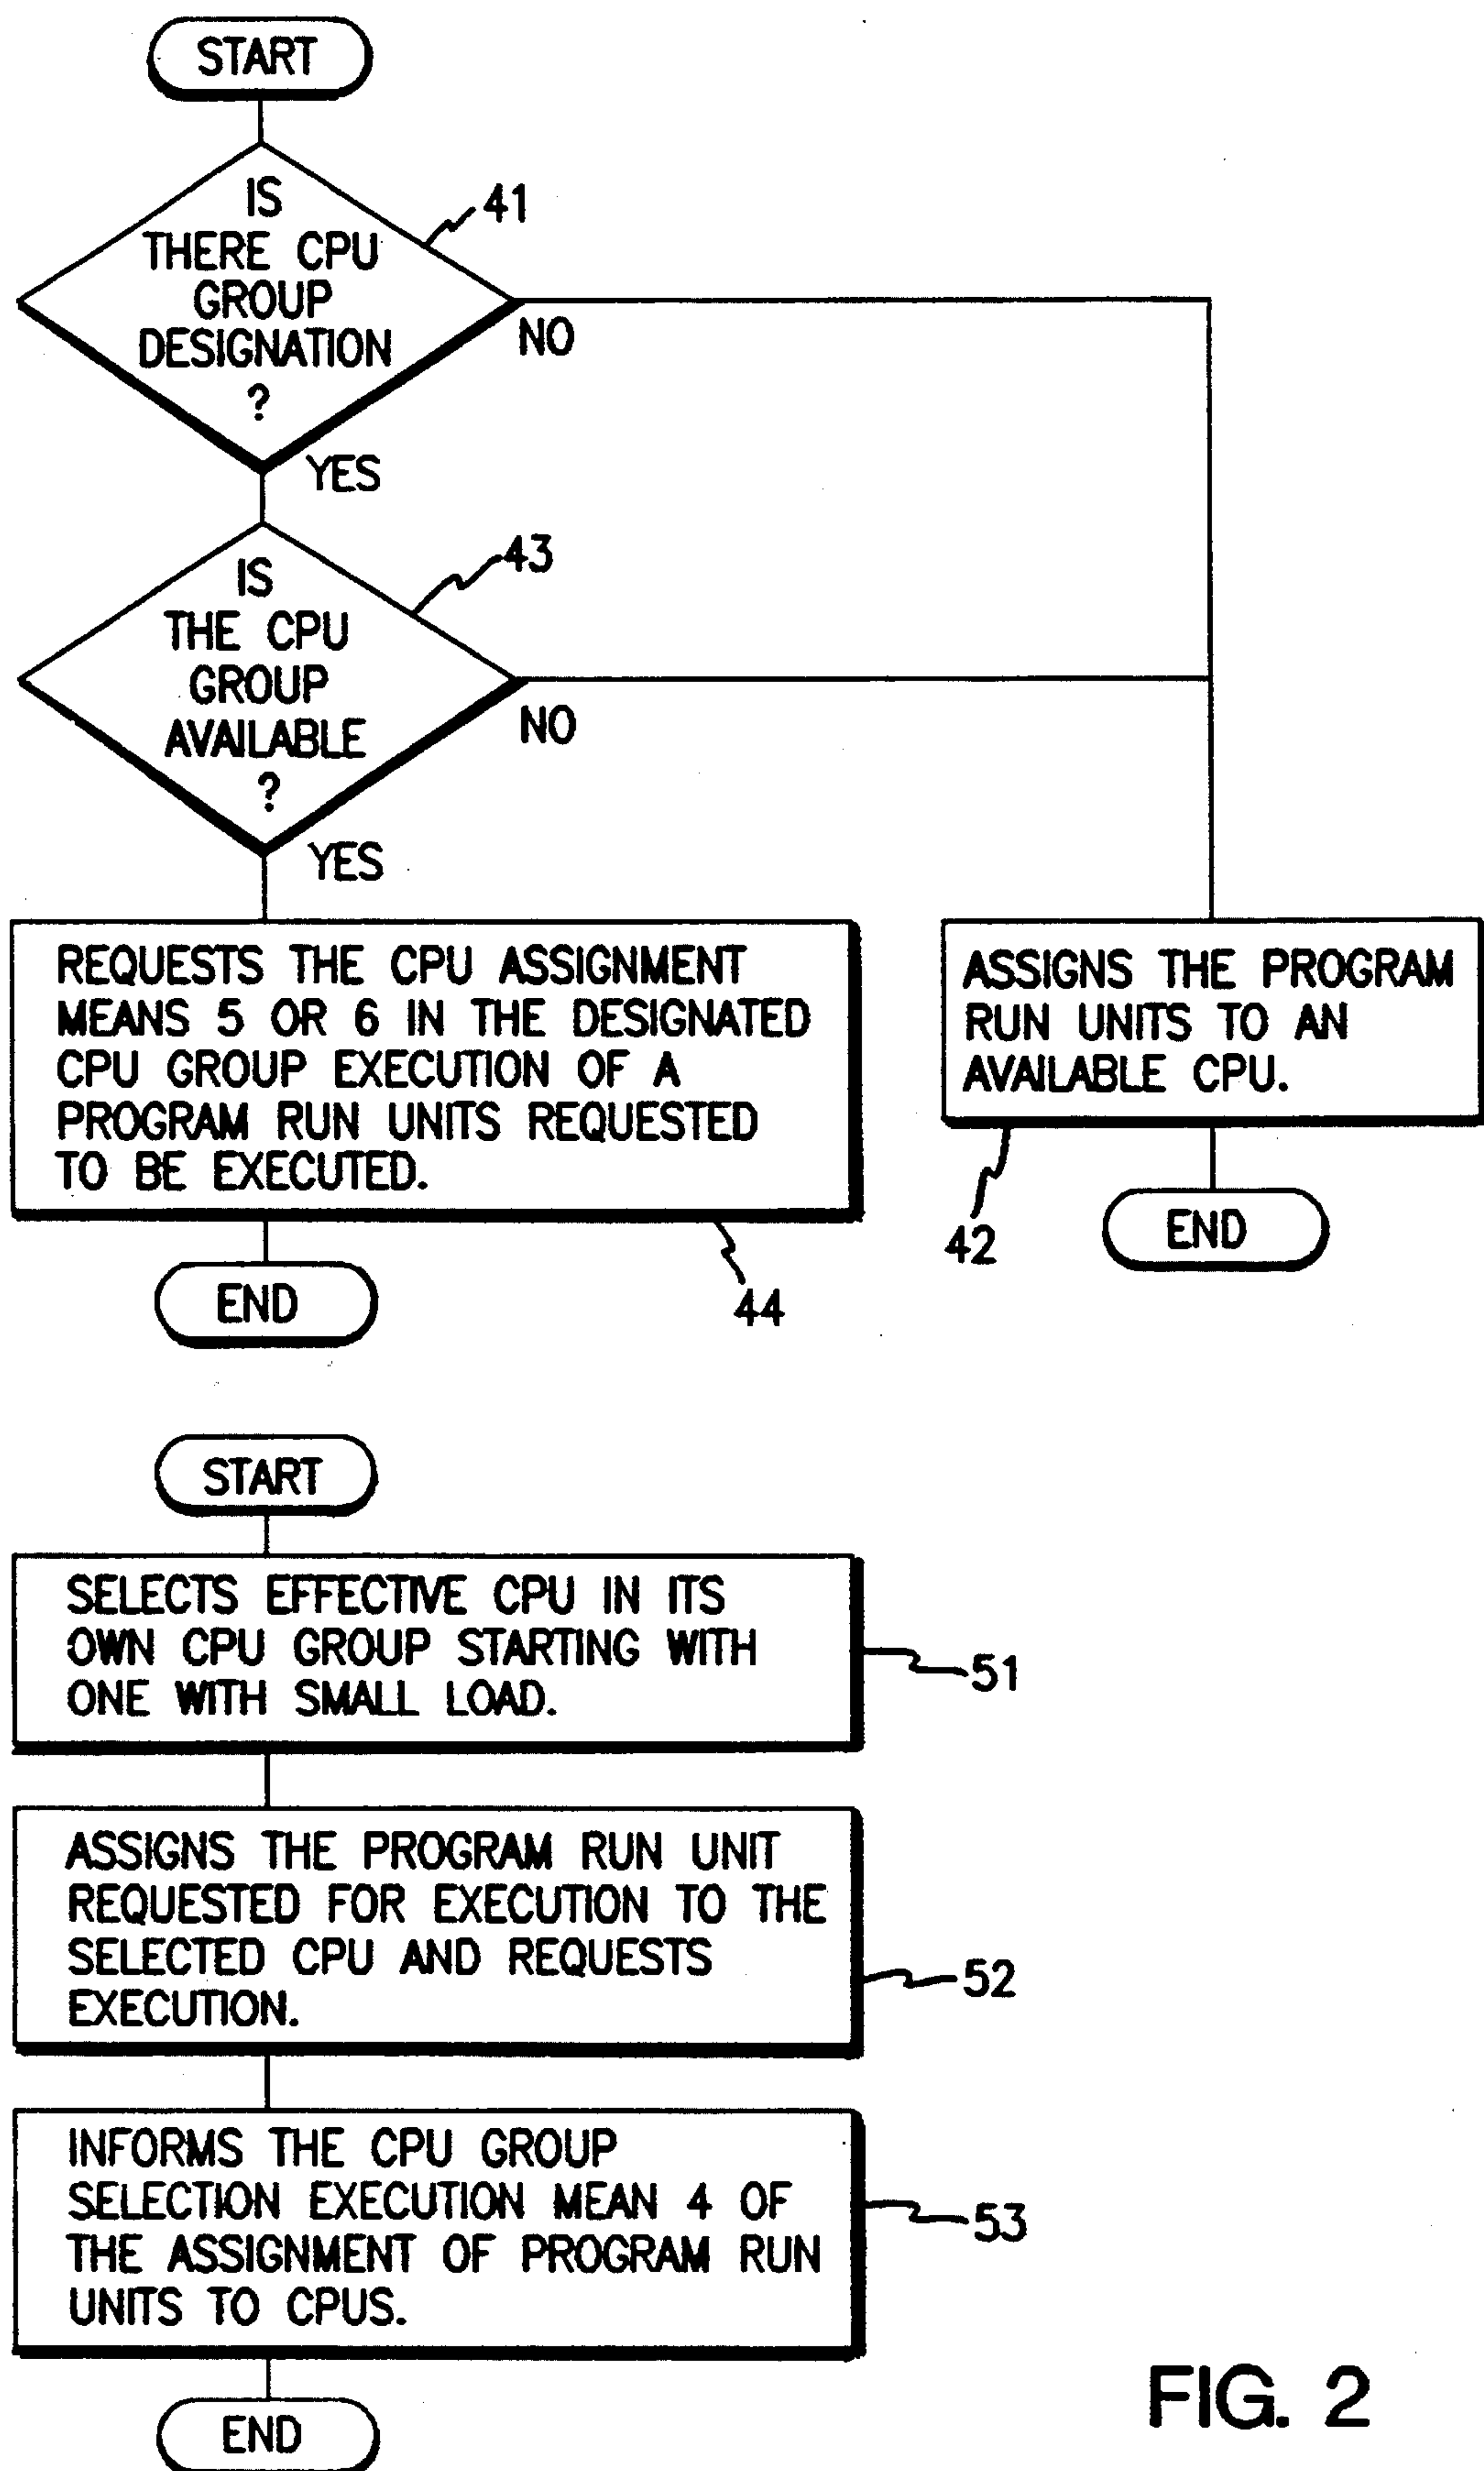 START
IS
THERE CPU
GROUP
DESIGNATION
?
41
NO
YES
IS
THE CPU
GROUP
AVAILABLE
?
43
NO
YES
REQUESTS THE CPU ASSIGNMENT
MEANS 5 OR 6 IN THE DESIGNATED
CPU GROUP EXECUTION OF A
PROGRAM RUN UNITS REQUESTED
TO BE EXECUTED.
44
END
ASSIGNS THE PROGRAM
RUN UNITS TO AN
AVAILABLE CPU.
42
END
START
SELECTS EFFECTIVE CPU IN ITS
OWN CPU GROUP STARTING WITH
ONE WITH SMALL LOAD.
51
ASSIGNS THE PROGRAM RUN UNIT
REQUESTED FOR EXECUTION TO THE
SELECTED CPU AND REQUESTS
EXECUTION.
52
INFORMS THE CPU GROUP
SELECTION EXECUTION MEAN 4 OF
THE ASSIGNMENT OF PROGRAM RUN
UNITS TO CPUS.
53
END
FIG. 2